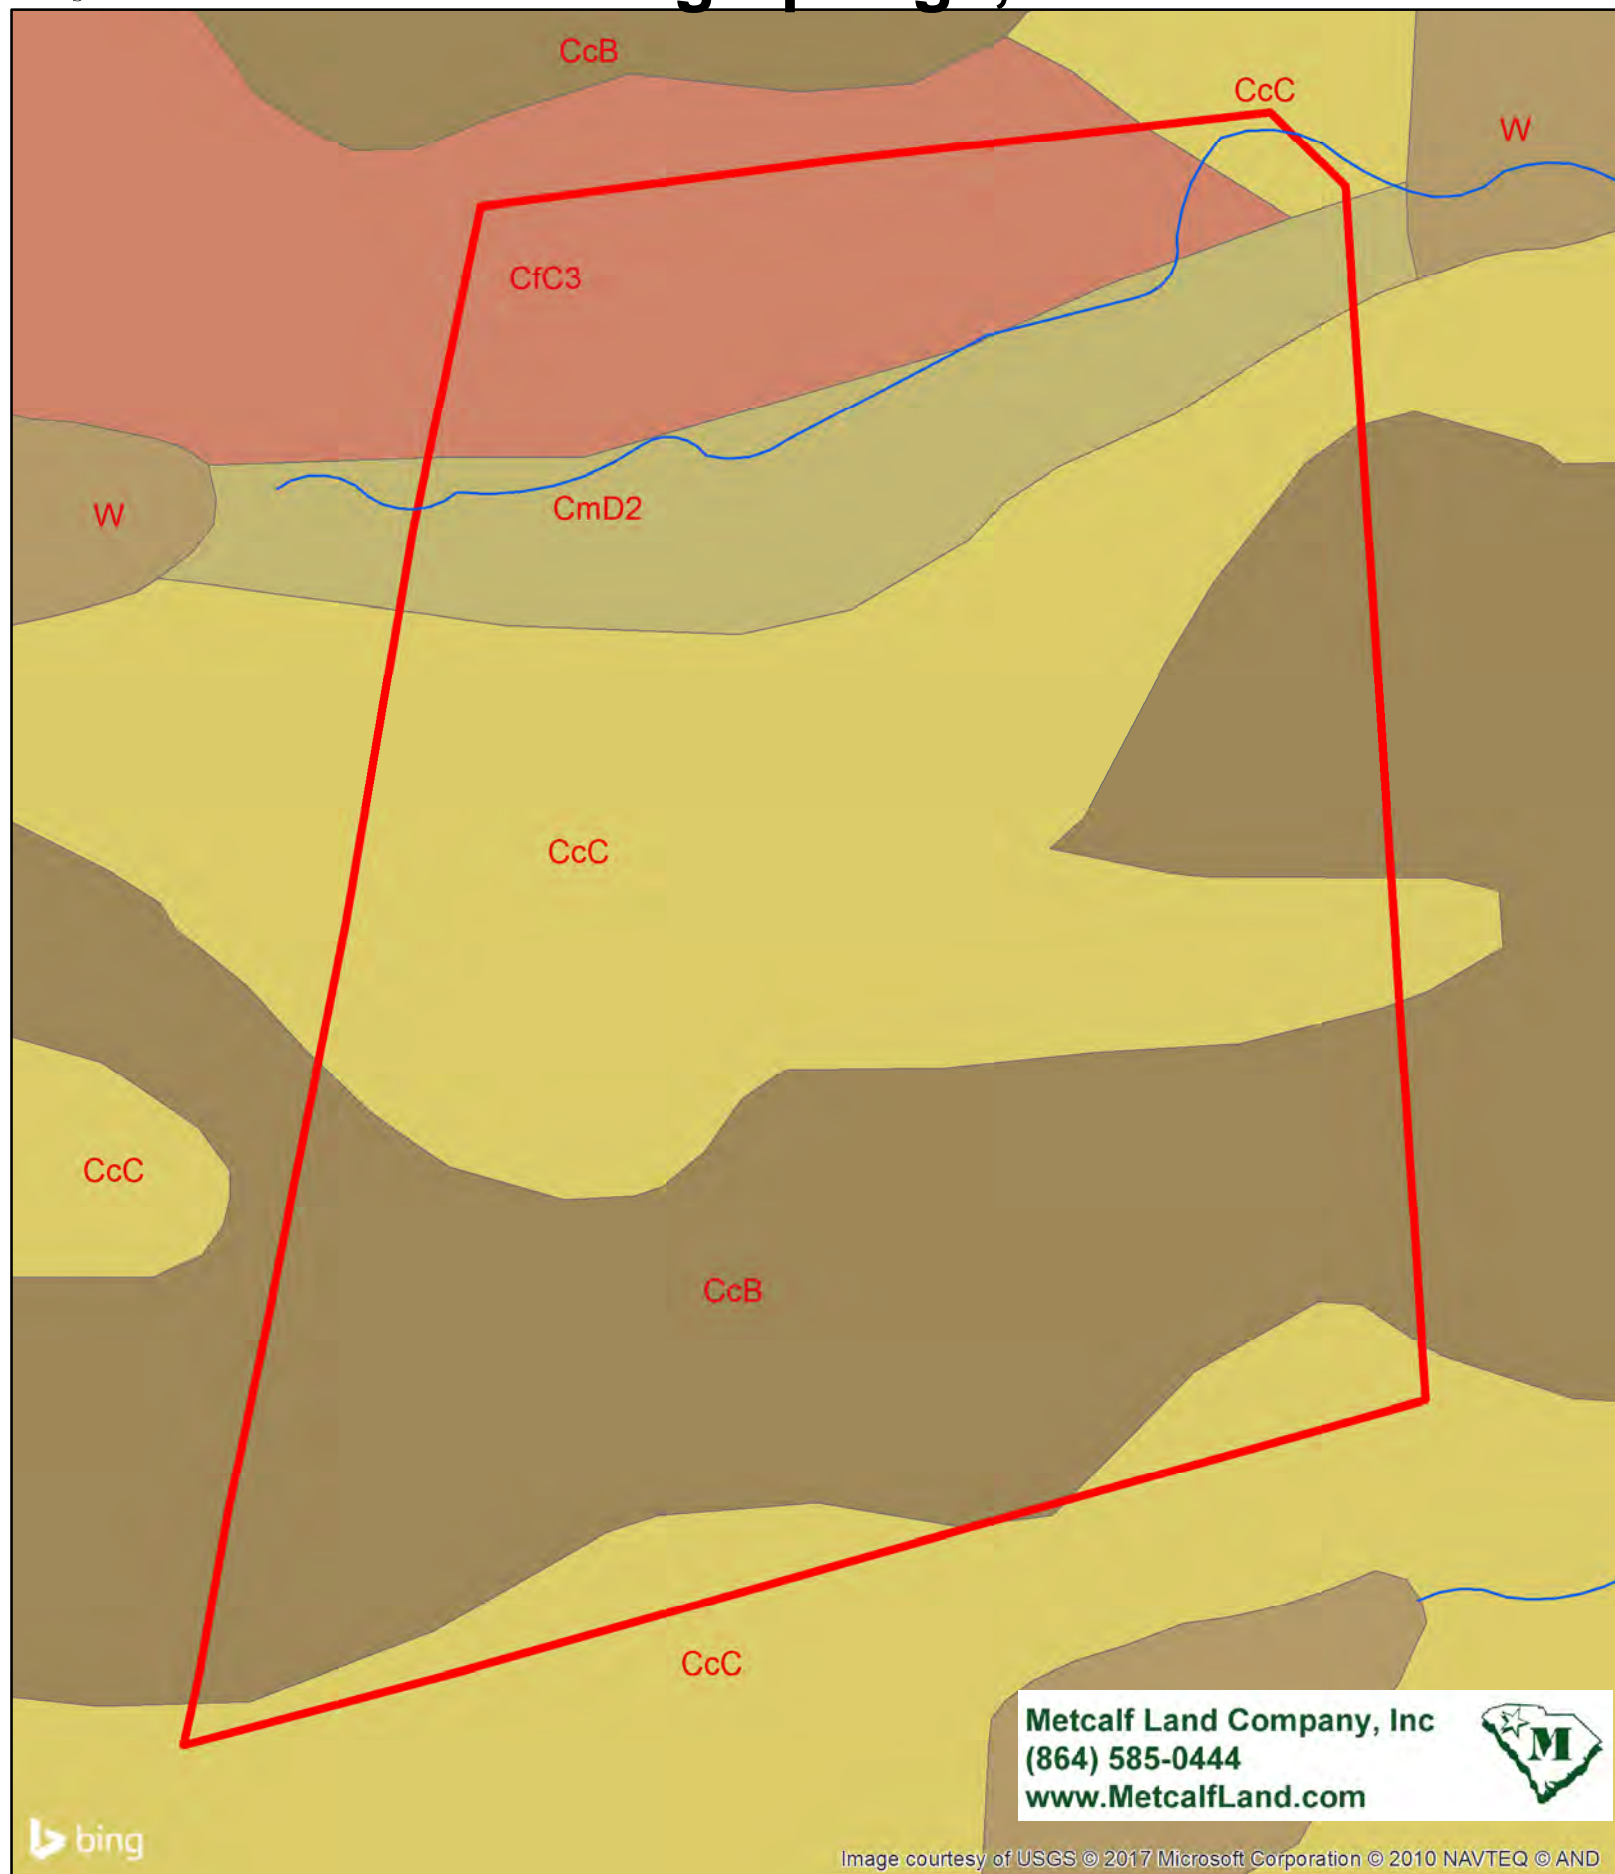 CcB
CcC
W
CfC3
CmD2
W
CcC
CcC
CcB
CcC
Metcalf Land Company, Inc
(864) 585-0444
www.MetcalfLand.com
M
bing
Image courtesy of USGS © 2017 Microsoft Corporation © 2010 NAVTEQ © AND